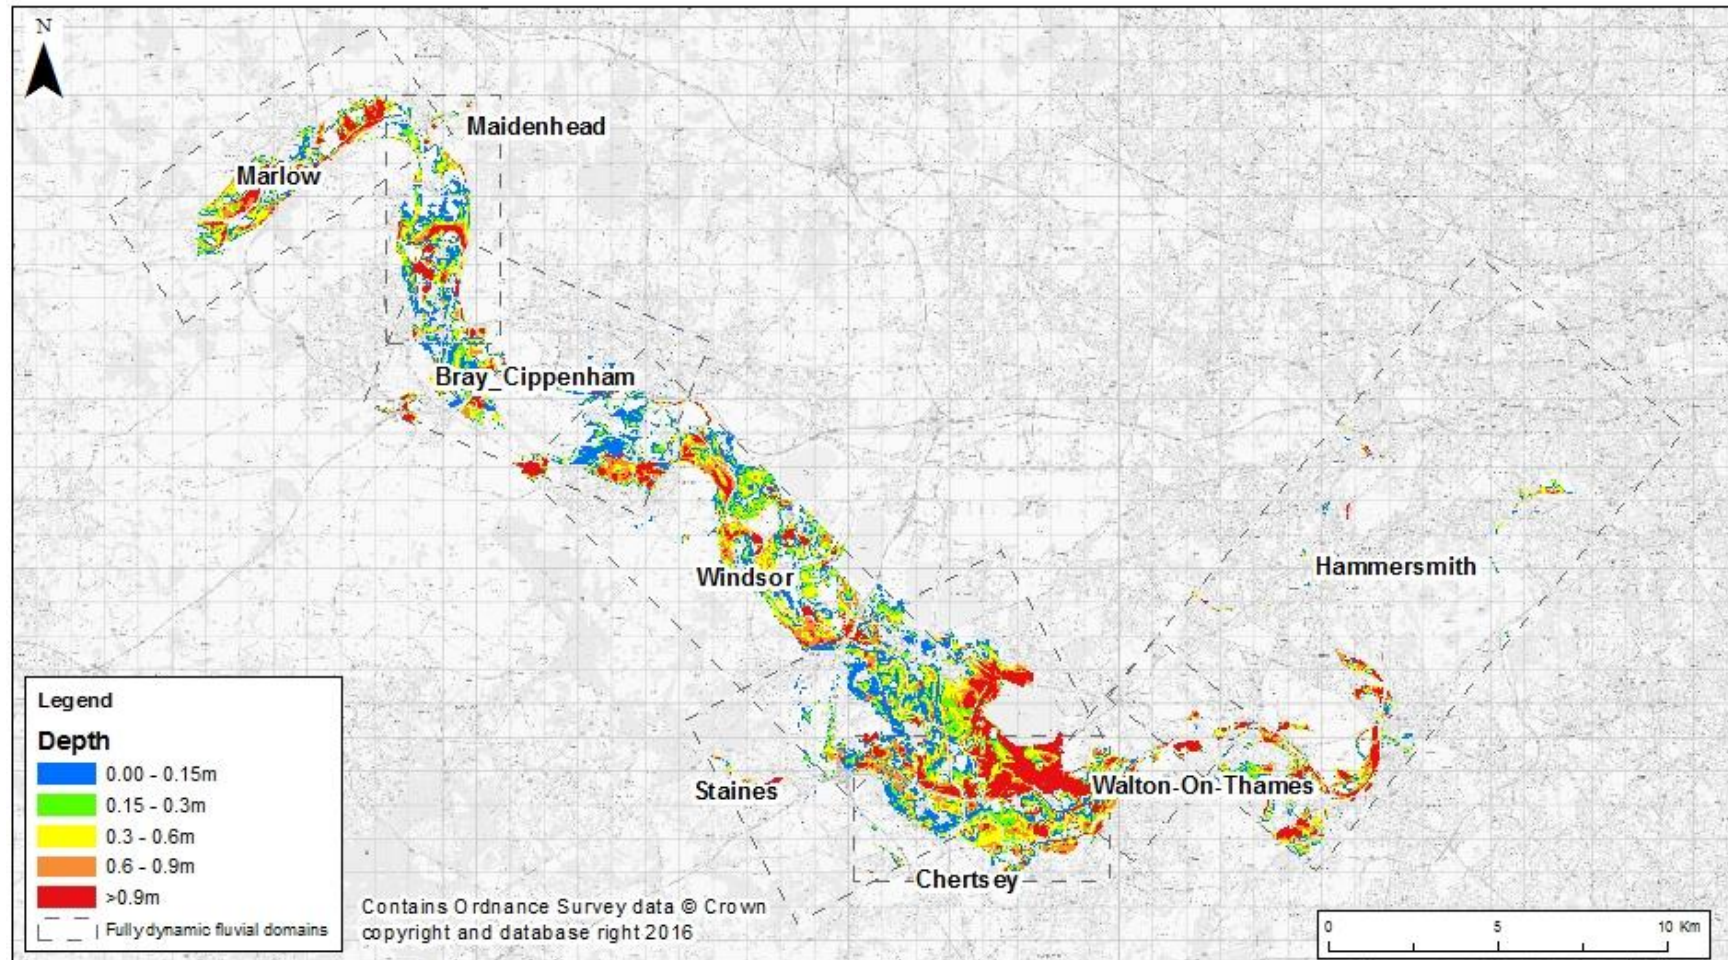 N
Maidenhead
Marlow
Bray_Cippenham
Hammersmith
Windsor
Staines
Walton-On-Thames
Chertsey
Legend
Depth
0.00 - 0.15m
0.15 - 0.3m
0.3 - 0.6m
0.6 - 0.9m
>0.9m
Fully dynamic fluvial domains
Contains Ordnance Survey data © Crown
copyright and database right 2016
0 5 10 Km